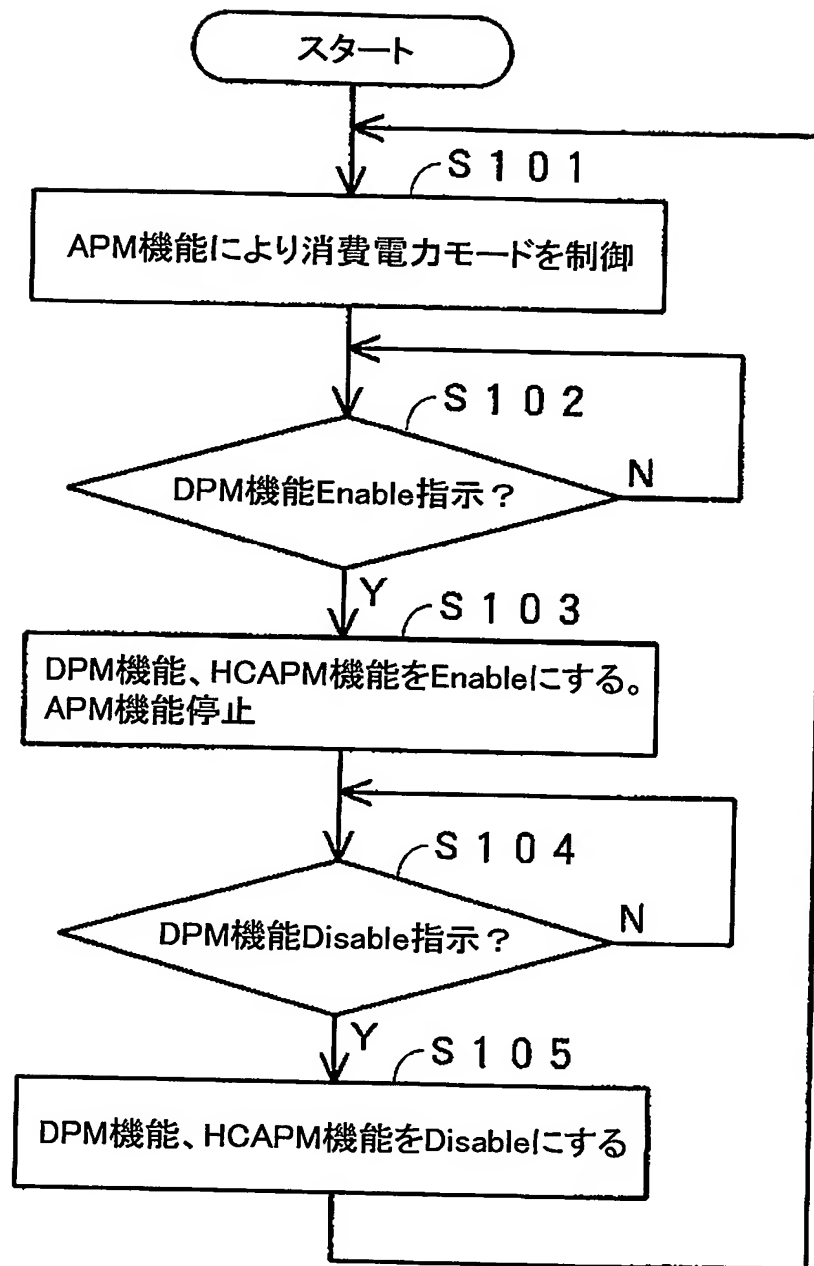 スタート
S101
APM機能により消費電力モードを制御
S102
DPM機能Enable指示？
N
Y
S103
DPM機能、HCAPM機能をEnableにする。
APM機能停止
S104
DPM機能Disable指示？
N
Y
S105
DPM機能、HCAPM機能をDisableにする